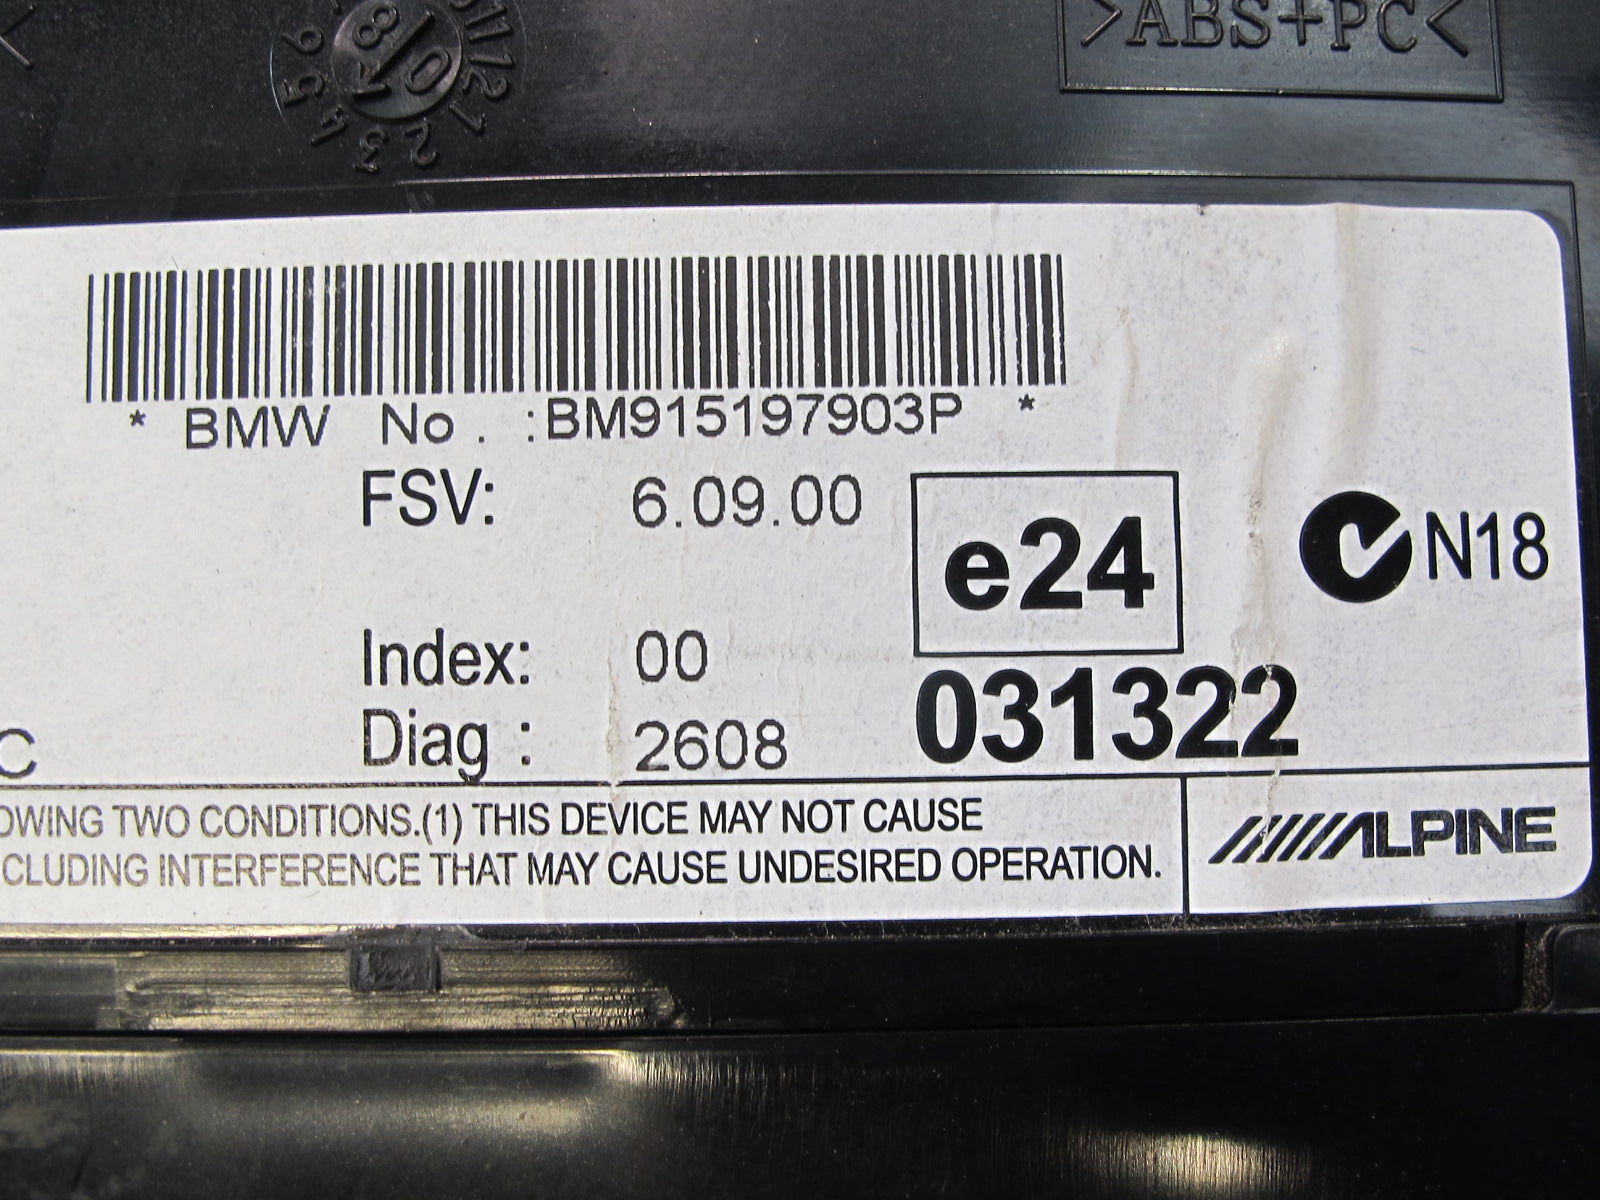 >ABS+PC<
* BMW No. :BM915197903P *
FSV: 6.09.00
e24
N18
Index: 00
031322
C
Diag : 2608
OWING TWO CONDITIONS.(1) THIS DEVICE MAY NOT CAUSE
CLUDING INTERFERENCE THAT MAY CAUSE UNDESIRED OPERATION.
ALPINE